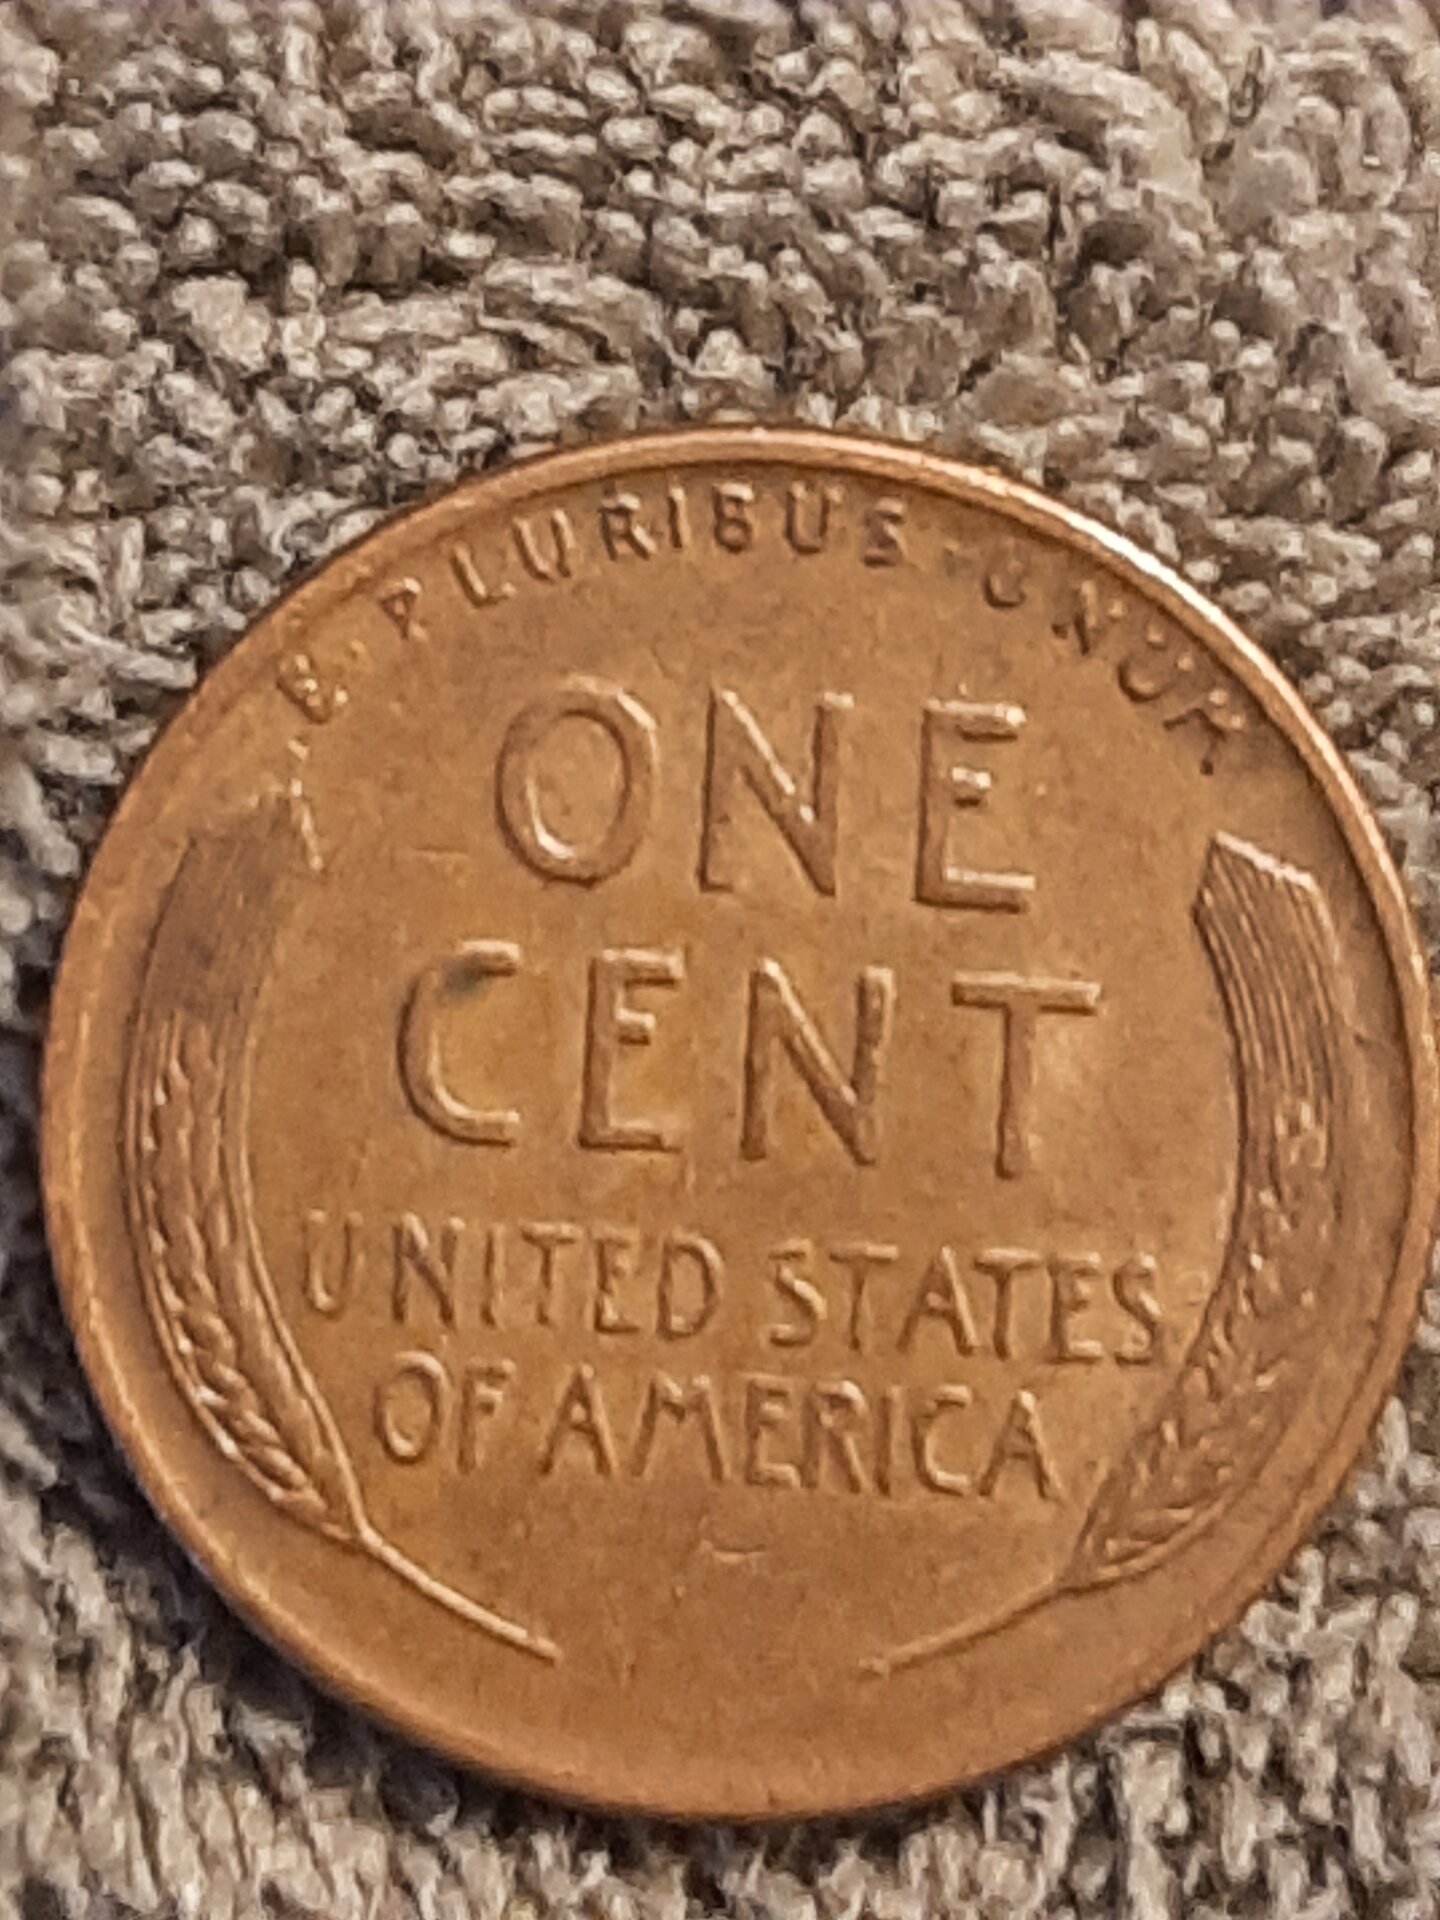 E·PLURIBUS·UNUM
ONE
CENT
UNITED STATES
OF AMERICA